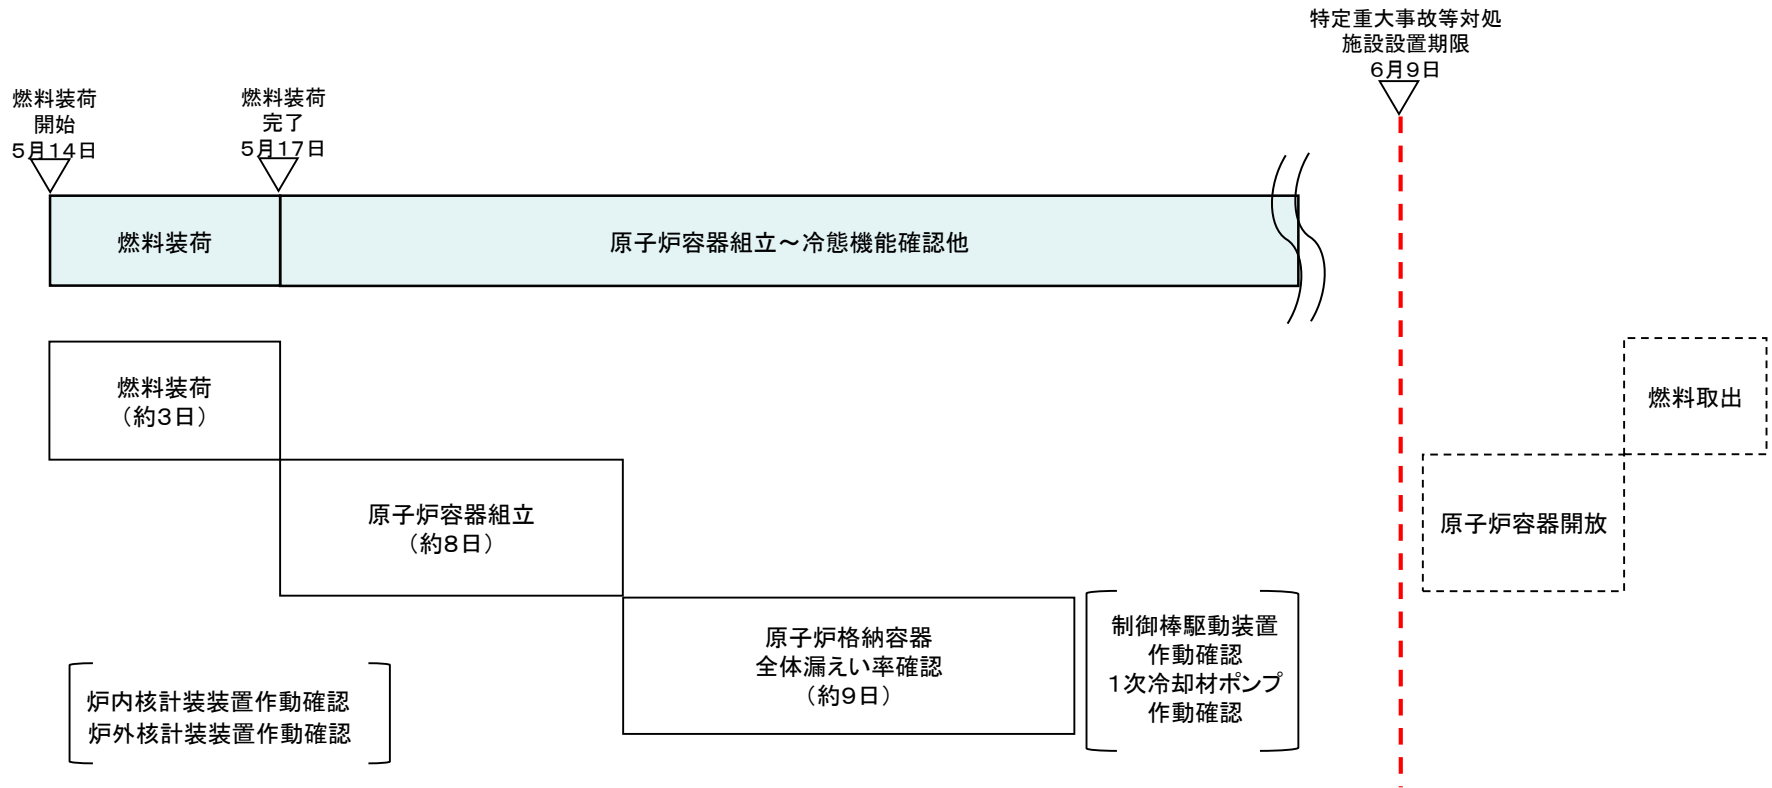 特定重大事故等対処
施設設置期限
6月9日
燃料装荷
開始
5月14日
燃料装荷
完了
5月17日
燃料装荷
原子炉容器組立～冷態機能確認他
燃料装荷
（約3日）
燃料取出
原子炉容器組立
（約8日）
原子炉容器開放
原子炉格納容器
全体漏えい率確認
（約9日）
制御棒駆動装置
作動確認
1次冷却材ポンプ
作動確認
炉内核計装装置作動確認
炉外核計装装置作動確認